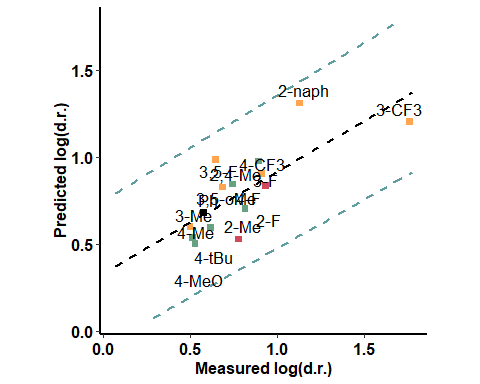 Predicted log(d.r.)
1.5
1.0
0.5
0.0
2-naph
3-CF3
4-CF3
2,4-Me
3-F
4-F
3-Me
2-F
4-Me
2-Me
4-tBu
4-MeO
0.0
0.5
1.0
1.5
Measured log(d.r.)